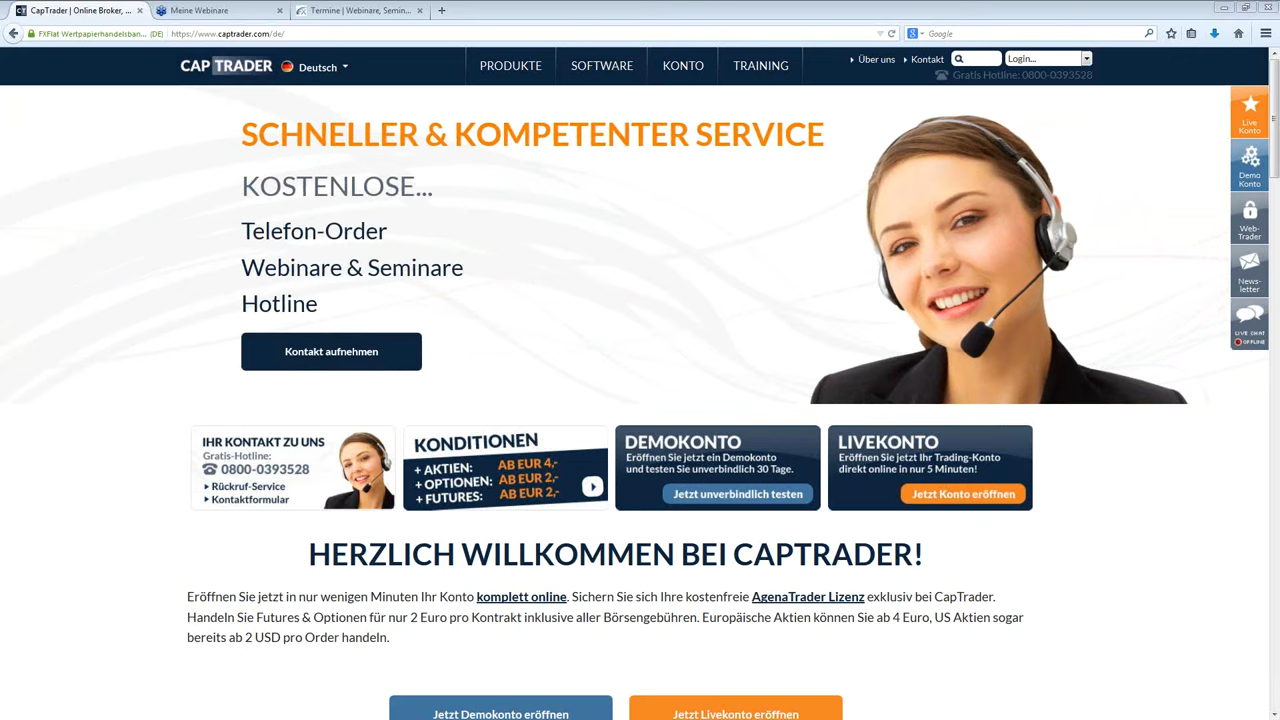 CapTrader | Online Broker, ...
Meine Webinare
Termine | Webinare, Semin...
FXFlat Wertpapierhandelsban... (DE)
https://www.captrader.com/de/
Google
CAPTRADER
Deutsch
PRODUKTE
SOFTWARE
KONTO
TRAINING
Über uns
Kontakt
Login...
Gratis Hotline: 0800-0393528
SCHNELLER & KOMPETENTER SERVICE
KOSTENLOSE...
Telefon-Order
Webinare & Seminare
Hotline
Kontakt aufnehmen
Live
Konto
Demo
Konto
Web-
Trader
News-
letter
LIVE CHAT
OFFLINE
IHR KONTAKT ZU UNS
Gratis-Hotline:
0800-0393528
Rückruf-Service
Kontaktformular
KONDITIONEN
+ AKTIEN: AB EUR 4,-
+ OPTIONEN: AB EUR 2,-
+ FUTURES: AB EUR 2,-
DEMOKONTO
Eröffnen Sie jetzt ein Demokonto
und testen Sie unverbindlich 30 Tage.
Jetzt unverbindlich testen
LIVEKONTO
Eröffnen Sie jetzt Ihr Trading-Konto
direkt online in nur 5 Minuten!
Jetzt Konto eröffnen
HERZLICH WILLKOMMEN BEI CAPTRADER!
Eröffnen Sie jetzt in nur wenigen Minuten Ihr Konto komplett online. Sichern Sie sich Ihre kostenfreie AgenaTrader Lizenz exklusiv bei CapTrader.
Handeln Sie Futures & Optionen für nur 2 Euro pro Kontrakt inklusive aller Börsengebühren. Europäische Aktien können Sie ab 4 Euro, US Aktien sogar
bereits ab 2 USD pro Order handeln.
Jetzt Demokonto eröffnen
Jetzt Livekonto eröffnen